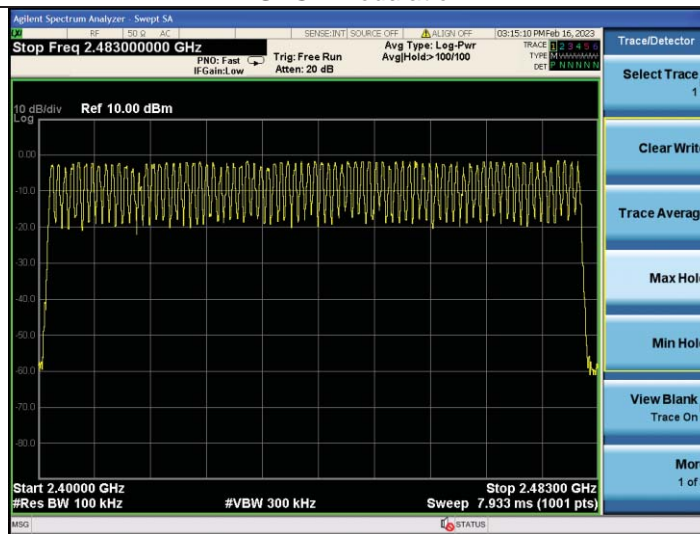 Agilent Spectrum Analyzer - Swept SA
RF 50 Ω AC SENSE:INT SOURCE OFF ALIGN OFF 03:15:10 PM Feb 16, 2023
Stop Freq 2.483000000 GHz
PNO: Fast
IFGain:Low
Trig: Free Run
Atten: 20 dB
Avg Type: Log-Pwr
Avg|Hold:>100/100
TRACE 1 2 3 4 5 6
TYPE M
DET P N N N N N
10 dB/div Ref 10.00 dBm
Log
0.00
-10.0
-20.0
-30.0
-40.0
-50.0
-60.0
-70.0
-80.0
Start 2.40000 GHz Stop 2.48300 GHz
#Res BW 100 kHz #VBW 300 kHz Sweep 7.933 ms (1001 pts)
MSG STATUS
Trace/Detector
Select Trace
1
Clear Writ
Trace Averag
Max Hol
Min Hol
View Blank
Trace On
Mor
1 of